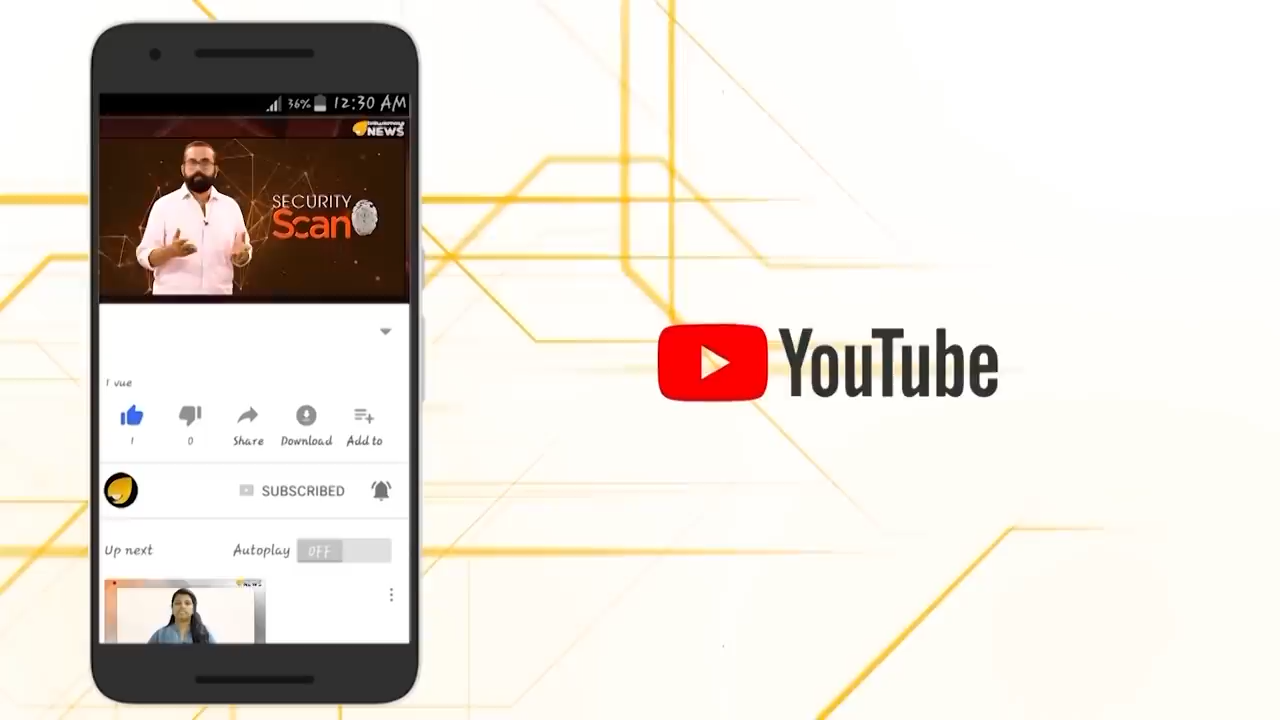 36% 12:30 AM
NEWS
SECURITY
Scan
1 vue
1 0 Share Download Add to
SUBSCRIBED
Up next Autoplay OFF
NEWS
YouTube